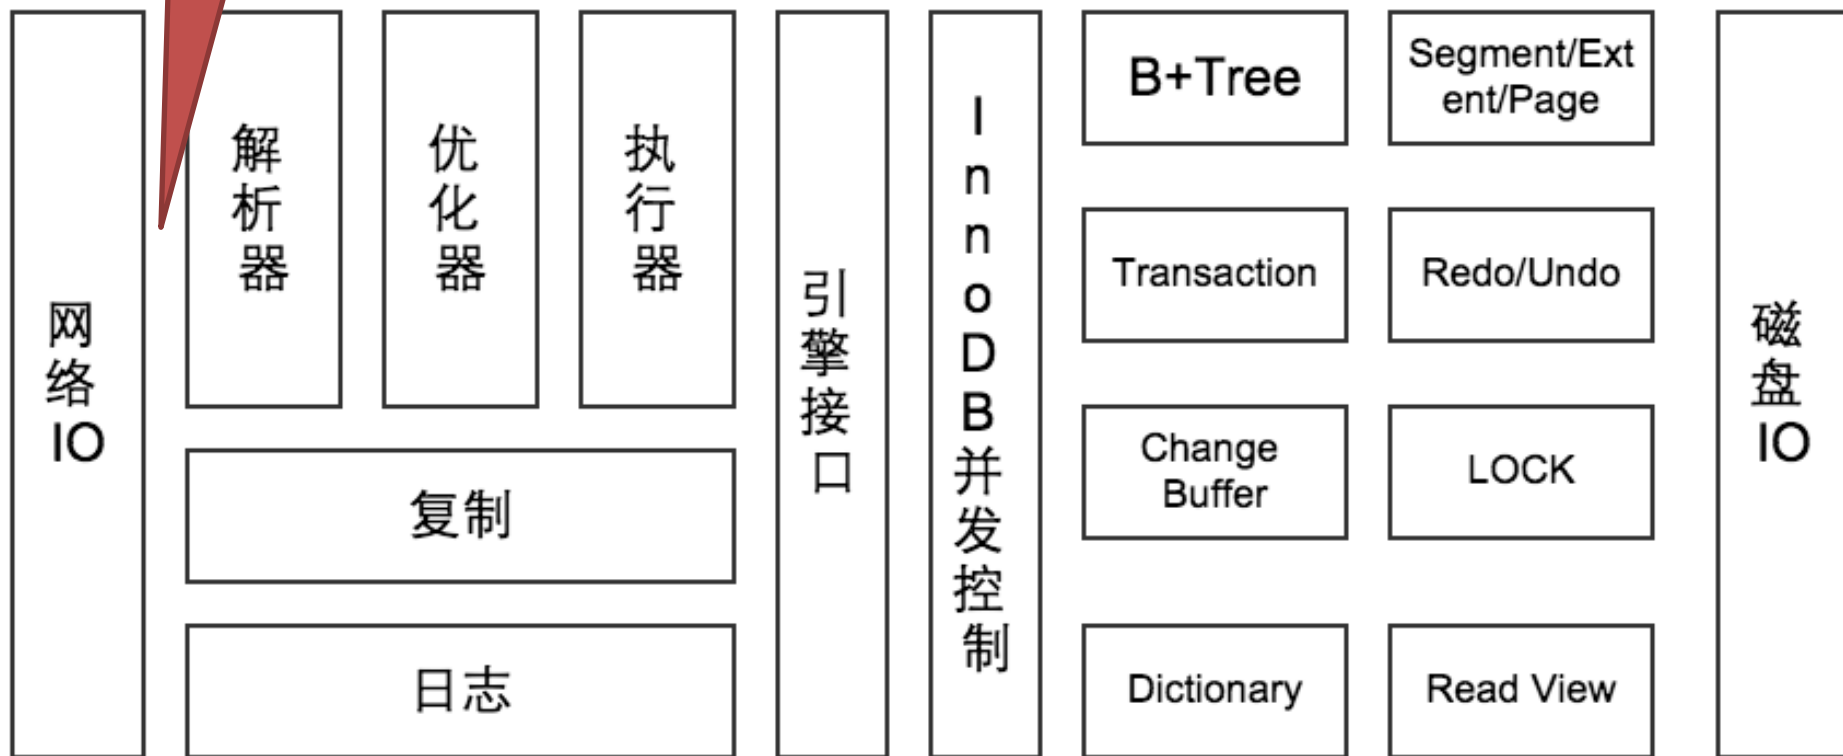 网络IO
解析器
优化器
执行器
复制
日志
引擎接口
InnoDB并发控制
B+Tree
Segment/Ext
ent/Page
Transaction
Redo/Undo
Change
Buffer
LOCK
Dictionary
Read View
磁盘IO